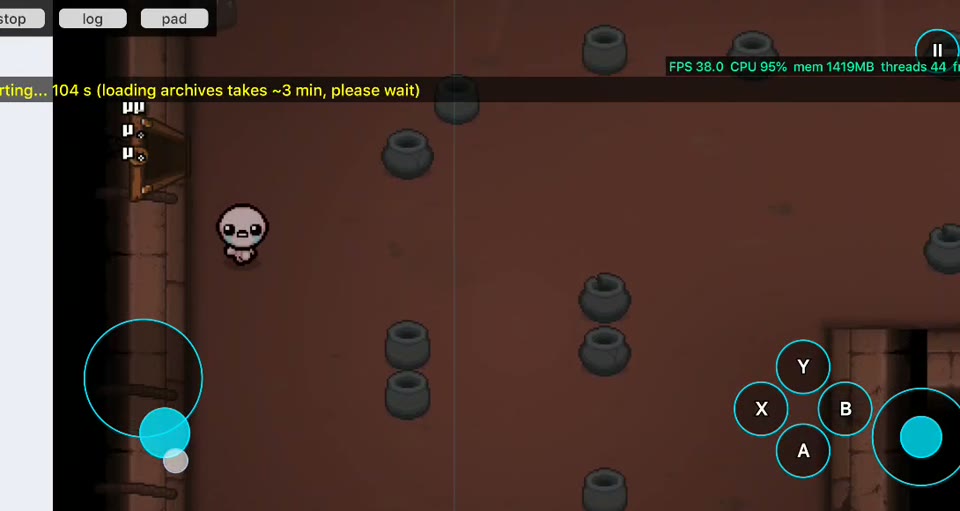 stop log pad
FPS 38.0 CPU 95% mem 1419MB threads 44
rting... 104 s (loading archives takes ~3 min, please wait)
µµ
µ
µ
Y
X B
A